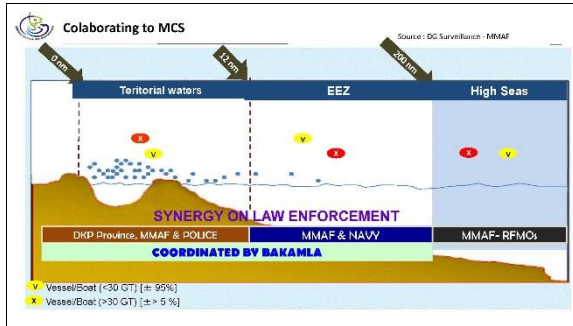 Colaborating to MCS
Source : DG Surveillance - MMAF
0 nm
12 nm
200 nm
Teritorial waters
EEZ
High Seas
X
V
V
X
X
V
SYNERGY ON LAW ENFORCEMENT
DKP Province, MMAF & POLICE
MMAF & NAVY
MMAF- RFMOs
COORDINATED BY BAKAMLA
V Vessel/Boat (<30 GT) [± 95%]
X Vessel/Boat (>30 GT) [±> 5 %]